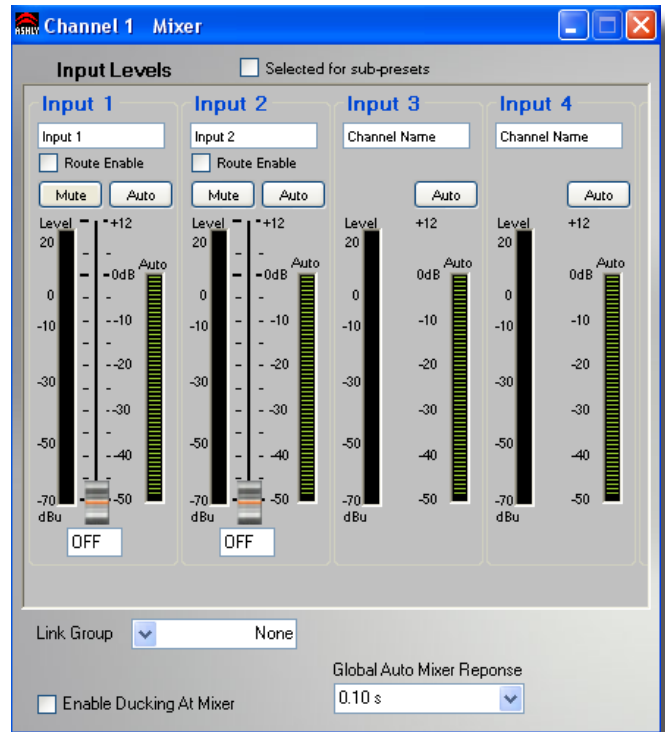 ASHLY Channel 1 Mixer
Input Levels Selected for sub-presets
Input 1 Input 2 Input 3 Input 4
Input 1 Input 2 Channel Name Channel Name
Route Enable Route Enable
Mute Auto Mute Auto Auto Auto
Level +12 Level +12 Level +12 Level +12
20 20 20 20
Auto Auto Auto Auto
0dB 0dB 0dB 0dB
0 0 0 0
-10 -10 -10 -10 -10 -10 -10 -10
-20 -20 -20 -20
-30 -30 -30 -30
-30 -30 -30 -30
-50 -50 -50 -50
-40 -40 -40 -40
-70 -50 -70 -50 -70 -50 -70 -50
dBu dBu dBu dBu
OFF OFF
Link Group None
Global Auto Mixer Reponse
Enable Ducking At Mixer 0.10 s